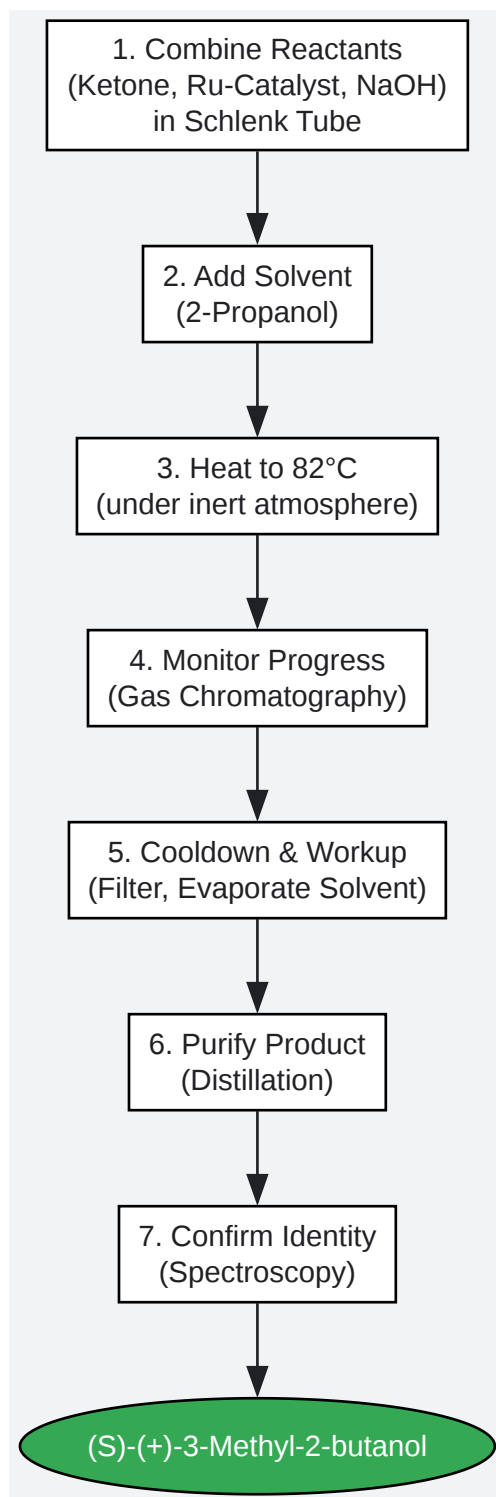 1. Combine Reactants
(Ketone, Ru-Catalyst, NaOH)
in Schlenk Tube
2. Add Solvent
(2-Propanol)
3. Heat to 82°C
(under inert atmosphere)
4. Monitor Progress
(Gas Chromatography)
5. Cooldown & Workup
(Filter, Evaporate Solvent)
6. Purify Product
(Distillation)
7. Confirm Identity
(Spectroscopy)
(S)-(+)-3-Methyl-2-butanol